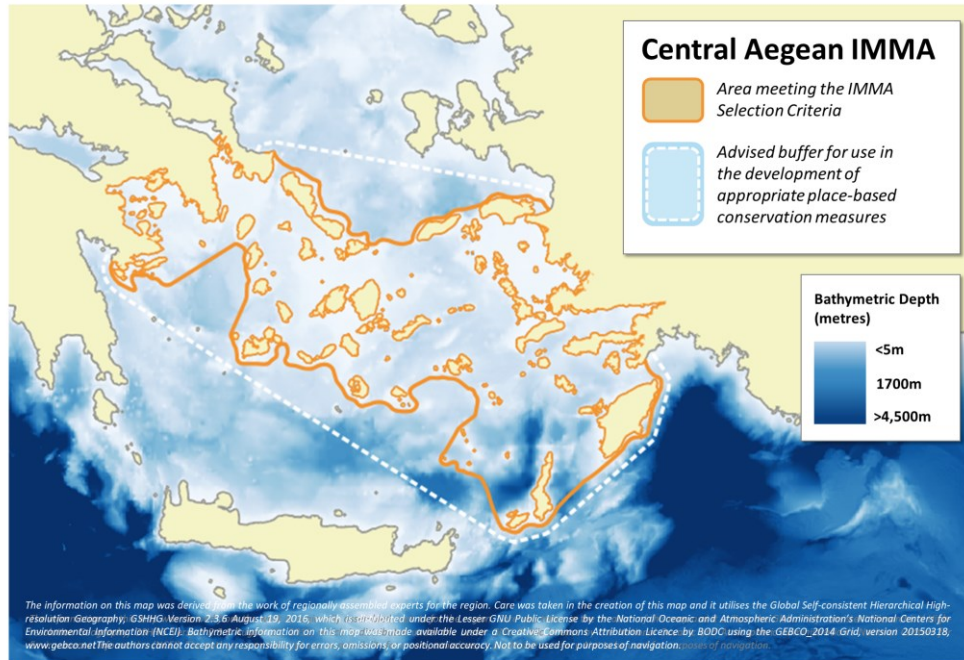 Central Aegean IMMA
Area meeting the IMMA
Selection Criteria
Advised buffer for use in
the development of
appropriate place-based
conservation measures
Bathymetric Depth
(metres)
<5m
1700m
>4,500m
The information on this map was derived from the work of regionally assembled experts for the region. Care was taken in the creation of this map and it utilises the Global Self-consistent Hierarchical High-
resolution Geography, GSHHG Version 2.3.6 August 19, 2016, which is distributed under the Lesser GNU Public License by the National Oceanic and Atmospheric Administration's National Centers for
Environmental Information (NCEI). Bathymetric information on this map was made available under a Creative Commons Attribution Licence by BODC using the GEBCO_2014 Grid, version 20150318,
www.gebco.netThe authors cannot accept any responsibility for errors, omissions, or positional accuracy. Not to be used for purposes of navigation.